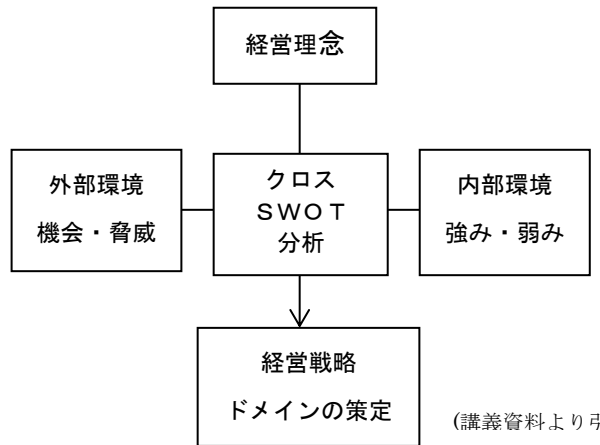 経営理念
外部環境
機会・脅威
クロス
ＳＷＯＴ
分析
内部環境
強み・弱み
経営戦略
ドメインの策定
(講義資料より引